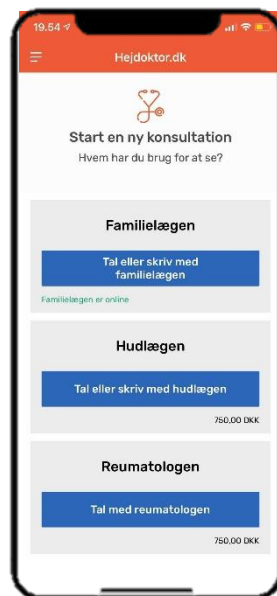 19.54
Hejdoktor.dk
Start en ny konsultation
Hvem har du brug for at se?
Familielægen
Tal eller skriv med
familielægen
Familielægen er online
Hudlægen
Tal eller skriv med hudlægen
750,00 DKK
Reumatologen
Tal med reumatologen
750,00 DKK